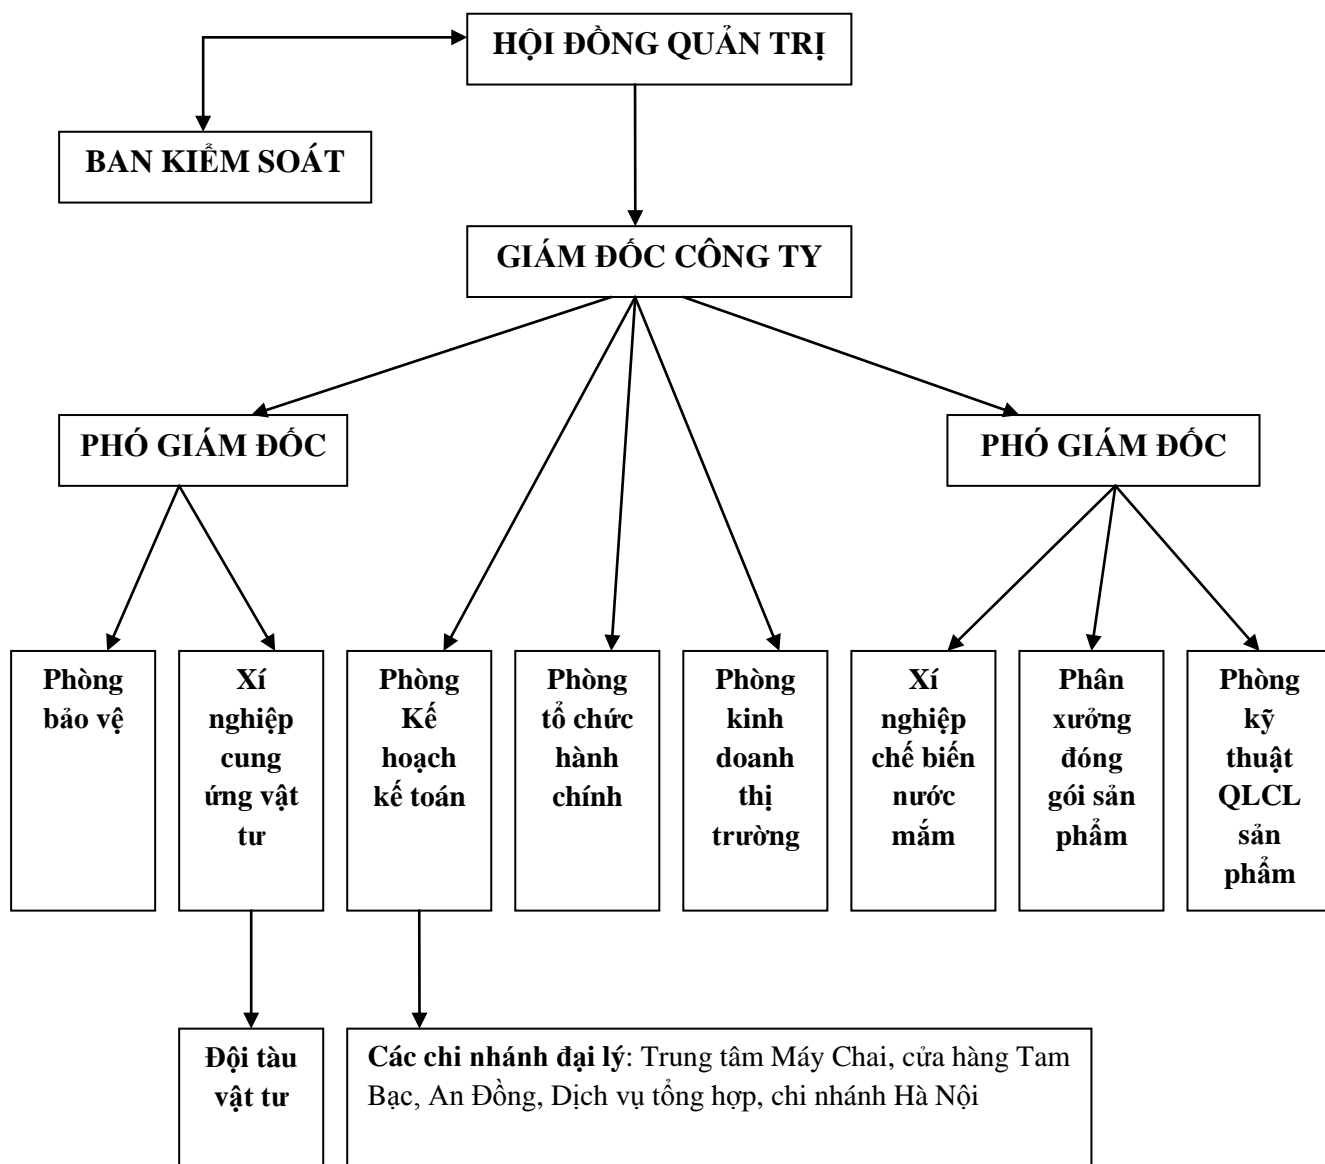 HỘI ĐỒNG QUẢN TRỊ
BAN KIỂM SOÁT
GIÁM ĐỐC CÔNG TY
PHÓ GIÁM ĐỐC
PHÓ GIÁM ĐỐC
Phòng
bảo vệ
Xí
nghiệp
cung
ứng vật
tư
Phòng
Kế
hoạch
kế toán
Phòng
tổ chức
hành
chính
Phòng
kinh
doanh
thị
trường
Xí
nghiệp
chế biến
nước
mắm
Phân
xưởng
đóng
gói sản
phẩm
Phòng
kỹ
thuật
QLCL
sản
phẩm
Đội tàu
vật tư
Các chi nhánh đại lý: Trung tâm Máy Chai, cửa hàng Tam
Bạc, An Đồng, Dịch vụ tổng hợp, chi nhánh Hà Nội